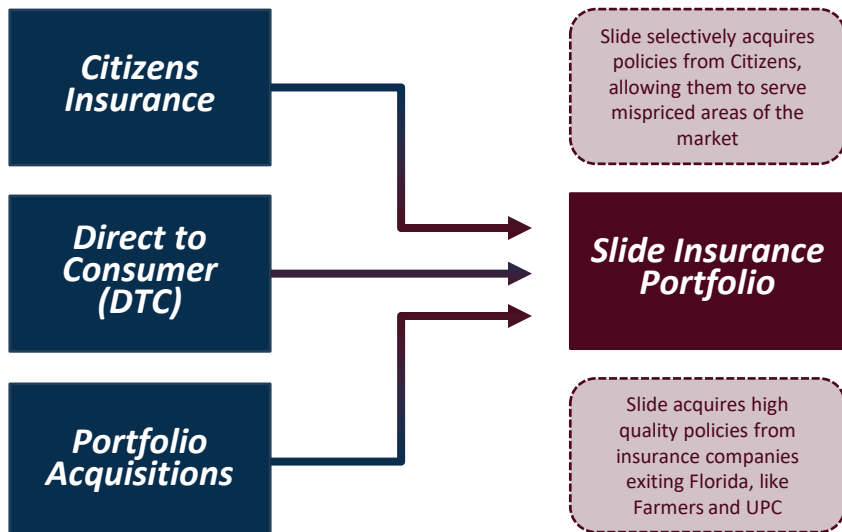 Citizens
Insurance
Direct to
Consumer
(DTC)
Portfolio
Acquisitions
Slide selectively acquires
policies from Citizens,
allowing them to serve
mispriced areas of the
market
Slide Insurance
Portfolio
Slide acquires high
quality policies from
insurance companies
exiting Florida, like
Farmers and UPC